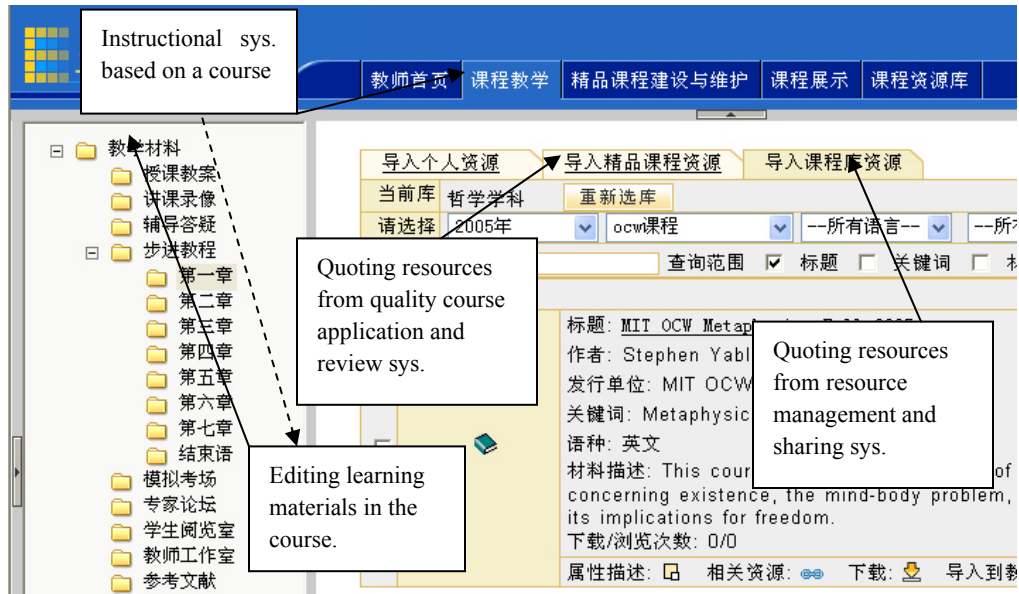 Instructional sys.
based on a course
教师首页 课程教学 精品课程建设与维护 课程展示 课程资源库
教学材料
授课教案
讲课录像
辅导答疑
步进教程
第一章
第二章
第三章
第四章
第五章
第六章
第七章
结束语
模拟考场
专家论坛
学生阅览室
教师工作室
参考文献
导入个人资源 导入精品课程资源 导入课程库资源
当前库 哲学学科 重新选库
请选择 2005年 ocw课程 --所有语言-- --所
查询范围 标题 关键词
Quoting resources
from quality course
application and
review sys.
标题: MIT OCW
作者: Stephen Yabl
发行单位: MIT OCW
关键词: Metaphysic
语种: 英文
材料描述: This cour of
concerning existence, the mind-body problem,
its implications for freedom.
下载/浏览次数: 0/0
属性描述: 相关资源: 下载: 导入到教
Quoting resources
from resource
management and
sharing sys.
Editing learning
materials in the
course.